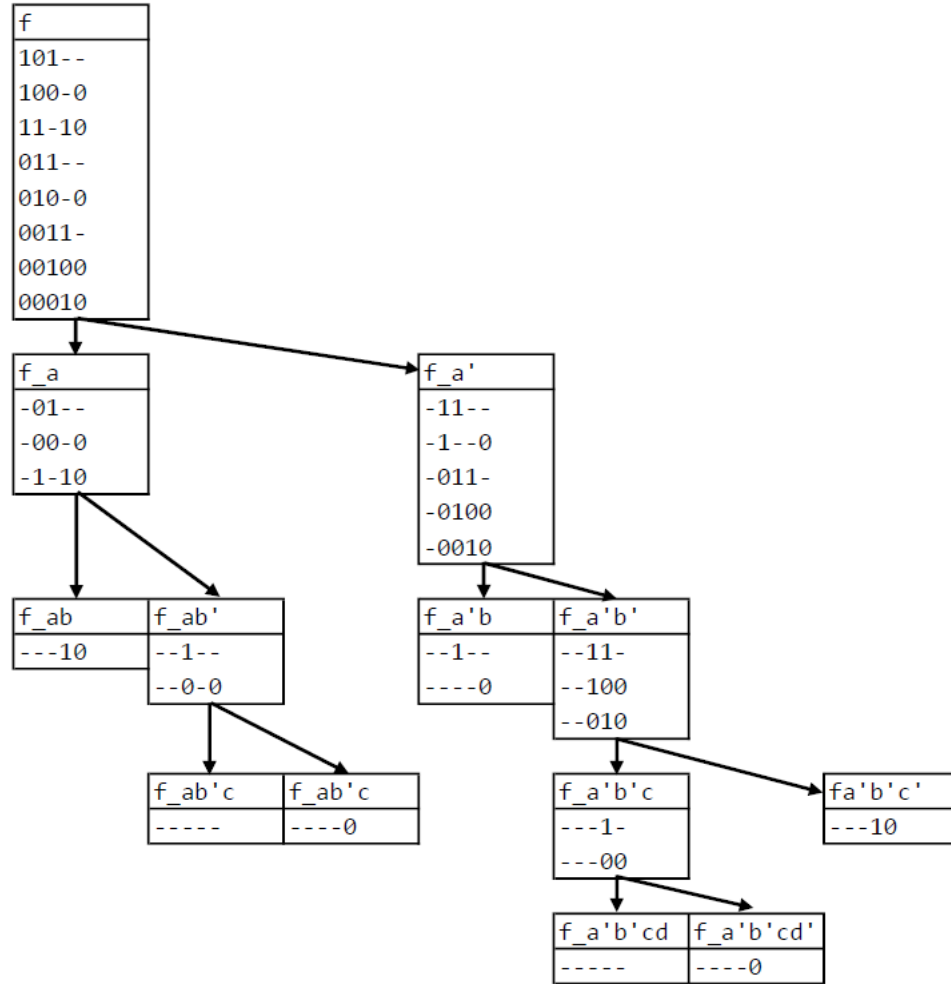 f
101--
100-0
11-10
011--
010-0
0011-
00100
00010
f_a
-01--
-00-0
-1-10
f_a'
-11--
-1--0
-011-
-0100
-0010
f_ab
---10
f_ab'
--1--
--0-0
f_a'b
--1--
----0
f_a'b'
--11-
--100
--010
f_ab'c
-----
f_ab'c
----0
f_a'b'c
---1-
---00
fa'b'c'
---10
f_a'b'cd
-----
f_a'b'cd'
----0